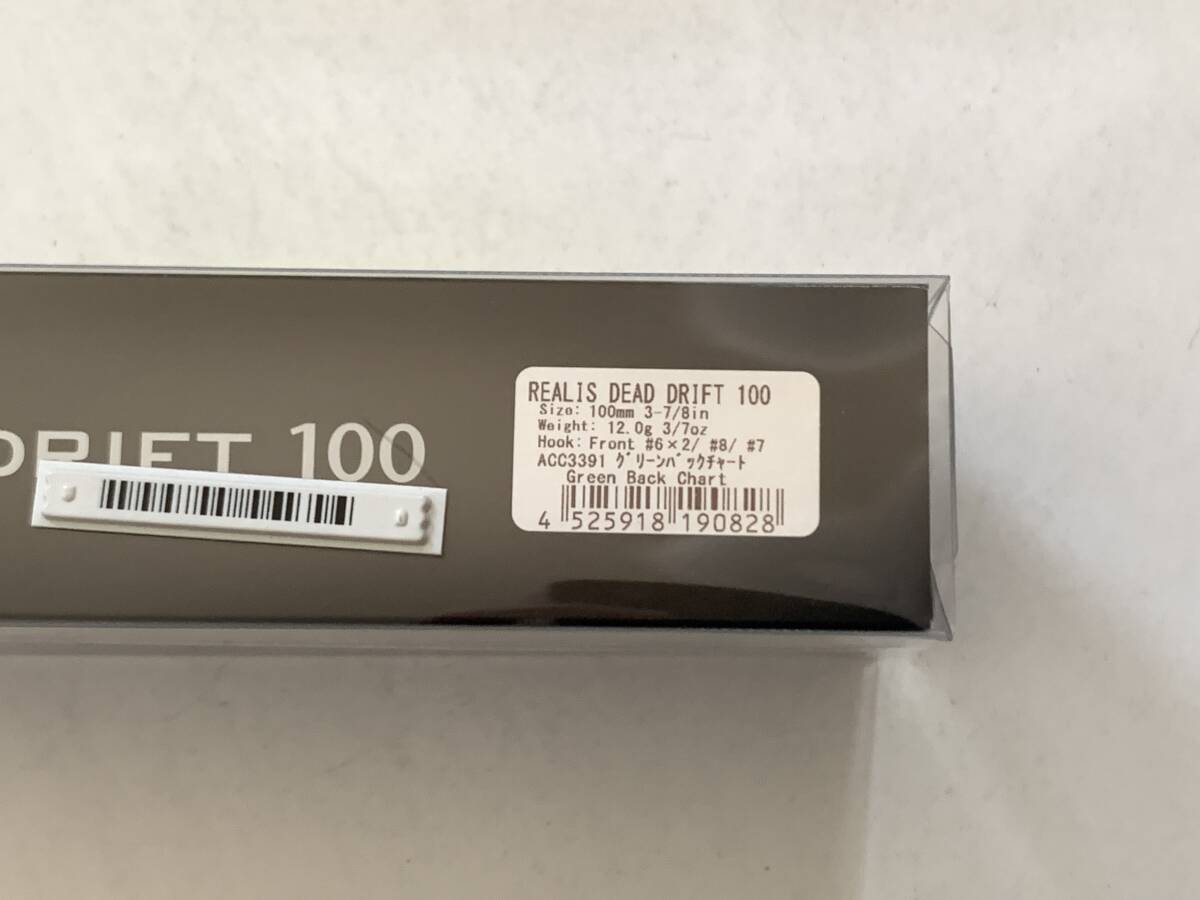 DRIFT 100
REALIS DEAD DRIFT 100
Size: 100mm 3-7/8in
Weight: 12.0g 3/7oz
Hook: Front #6×2/ #8/ #7
ACC3391 ｸﾞﾘｰﾝﾊﾞｯｸﾁｬｰﾄ
Green Back Chart
4 525918 190828